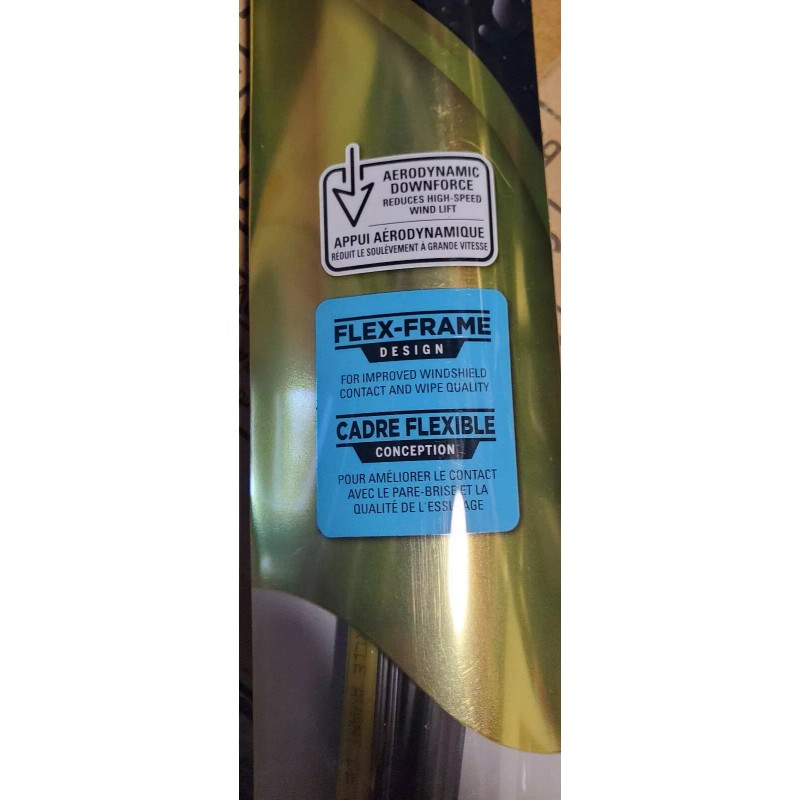 AERODYNAMIC
DOWNFORCE
REDUCES HIGH-SPEED
WIND LIFT
APPUI AÉRODYNAMIQUE
RÉDUIT LE SOULÈVEMENT À GRANDE VITESSE
FLEX-FRAME
DESIGN
FOR IMPROVED WINDSHIELD
CONTACT AND WIPE QUALITY
CADRE FLEXIBLE
CONCEPTION
POUR AMÉLIORER LE CONTACT
AVEC LE PARE-BRISE ET LA
QUALITÉ DE L'ESSUYAGE